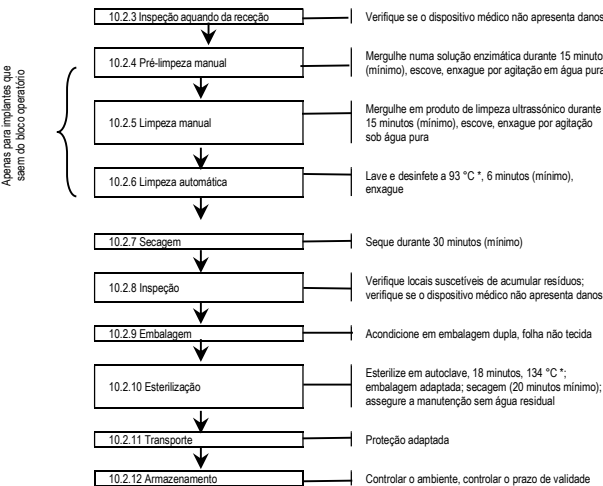 10.2.3 Inspeção aquando da receção
Verifique se o dispositivo médico não apresenta danos
Apenas para implantes que
saem do bloco operatório
10.2.4 Pré-limpeza manual
Mergulhe numa solução enzimática durante 15 minuto
(mínimo), escove, enxague por agitação em água pura
10.2.5 Limpeza manual
Mergulhe em produto de limpeza ultrassónico durante
15 minutos (mínimo), escove, enxague por agitação
sob água pura
10.2.6 Limpeza automática
Lave e desinfete a 93 °C *, 6 minutos (mínimo),
enxague
10.2.7 Secagem
Seque durante 30 minutos (mínimo)
10.2.8 Inspeção
Verifique locais suscetíveis de acumular resíduos;
verifique se o dispositivo médico não apresenta danos
10.2.9 Embalagem
Acondicione em embalagem dupla, folha não tecida
10.2.10 Esterilização
Esterilize em autoclave, 18 minutos, 134 °C *;
embalagem adaptada; secagem (20 minutos mínimo);
assegure a manutenção sem água residual
10.2.11 Transporte
Proteção adaptada
10.2.12 Armazenamento
Controlar o ambiente, controlar o prazo de validade